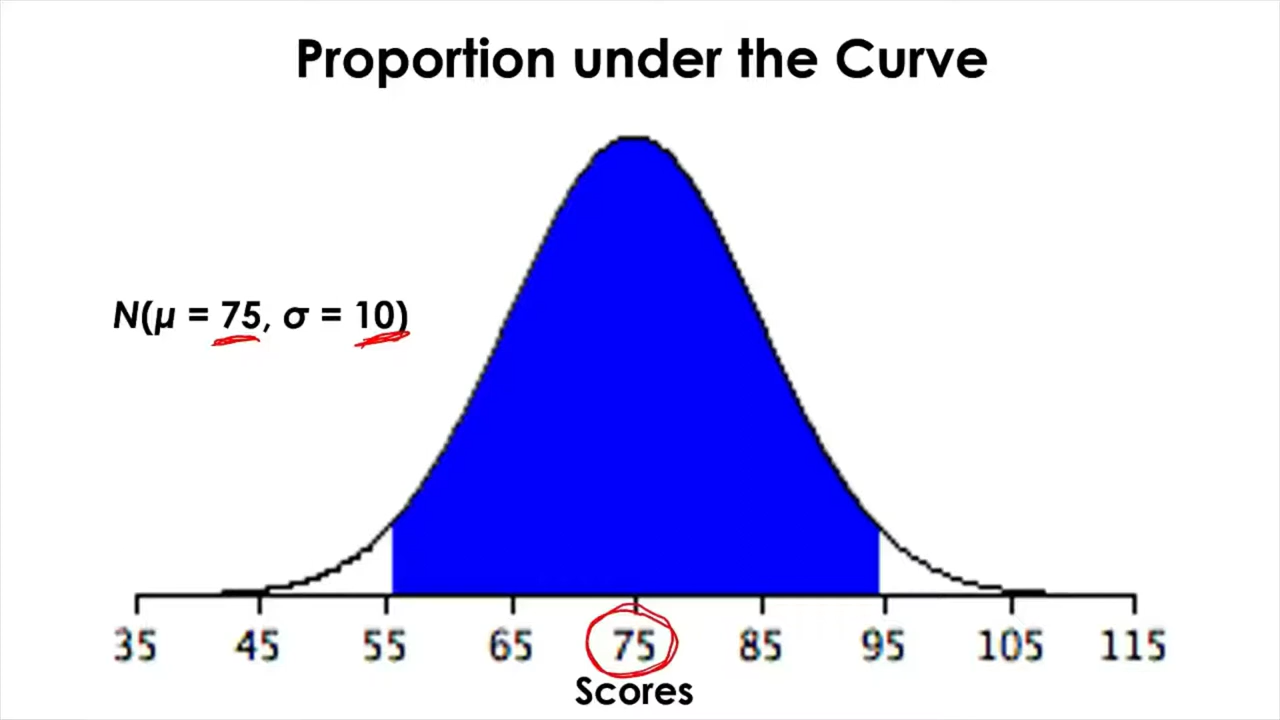 Proportion under the Curve
N(μ = 75, σ = 10)
35 45 55 65 75 85 95 105 115
Scores